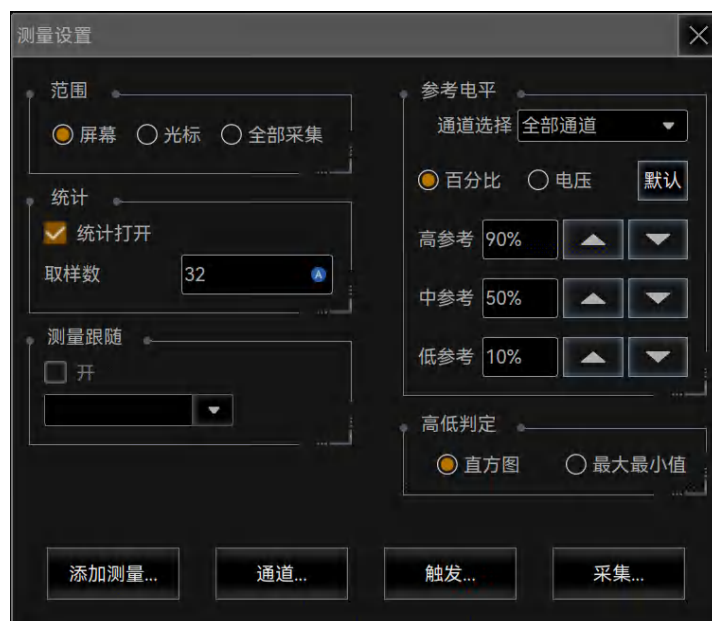 测量设置
范围
屏幕 光标 全部采集
统计
统计打开
取样数 32 A
测量跟随
开
参考电平
通道选择 全部通道
百分比 电压 默认
高参考 90%
中参考 50%
低参考 10%
高低判定
直方图 最大最小值
添加测量... 通道... 触发... 采集...